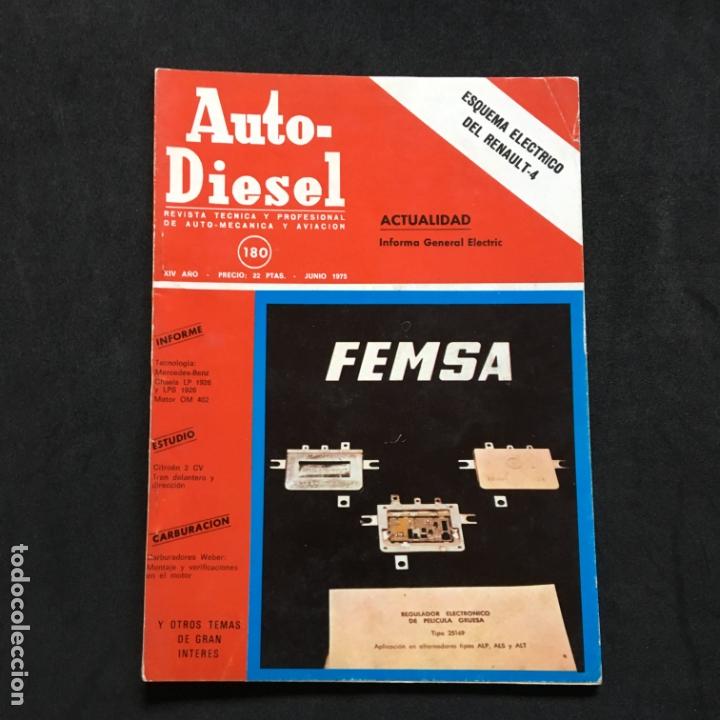 Auto-
Diesel
REVISTA TECNICA Y PROFESIONAL
DE AUTO-MECANICA Y AVIACION
180
XIV AÑO - PRECIO: 22 PTAS. - JUNIO 1975
ESQUEMA ELECTRICO
DEL RENAULT-4
ACTUALIDAD
Informa General Electric
INFORME
Tecnología:
Mercedes-Benz
Chasis LP 1926
y LPS 1926
Motor OM 402
ESTUDIO
Citroën 2 CV
Tren delantero y
dirección
CARBURACION
Carburadores Weber:
Montaje y verificaciones
en el motor
Y OTROS TEMAS
DE GRAN
INTERES
FEMSA
REGULADOR ELECTRONICO
DE PELICULA GRUESA
Tipo 25169
Aplicación en alternadores tipos ALP, ALS y ALT
todocoleccion